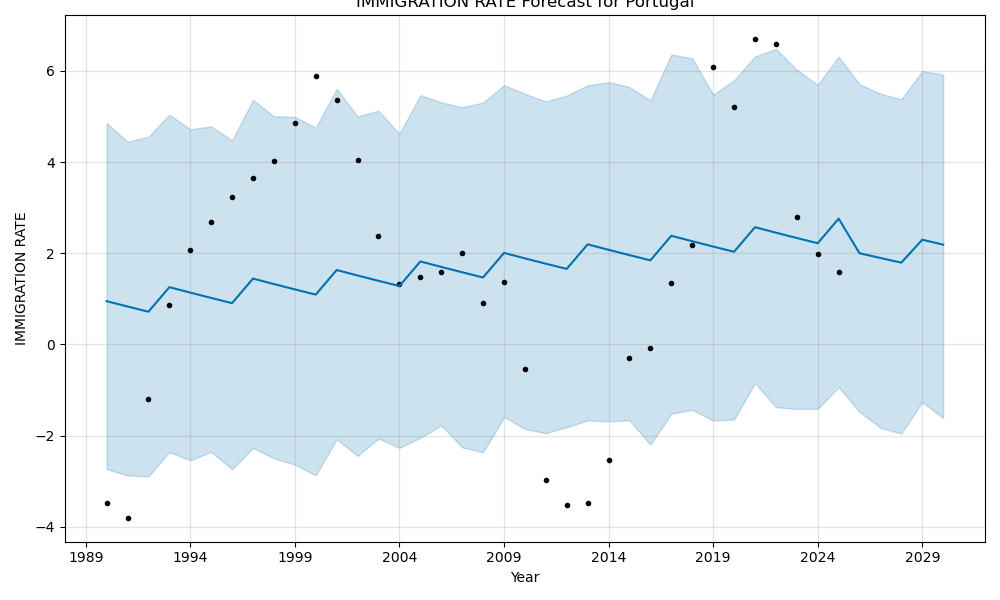 IMMIGRATION RATE Forecast for Portugal
IMMIGRATION RATE
6
4
2
0
−2
−4
1989 1994 1999 2004 2009 2014 2019 2024 2029
Year